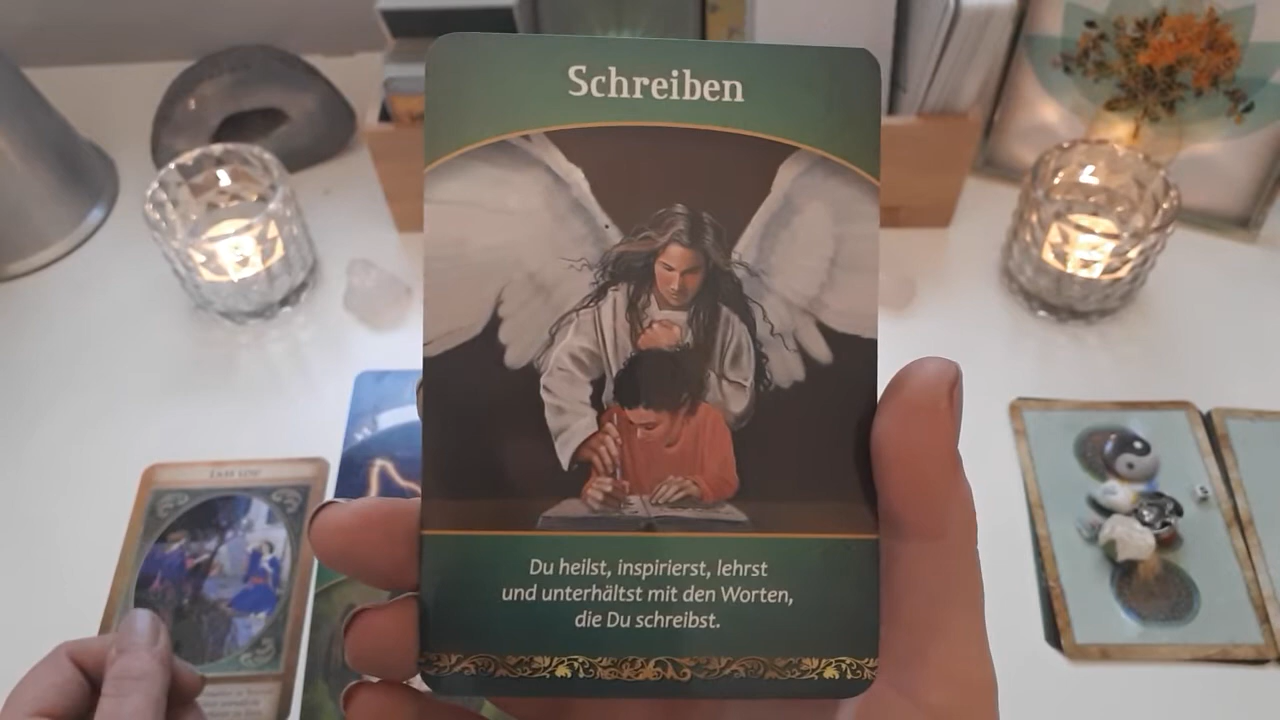 Schreiben
Du heilst, inspirierst, lehrst
und unterhältst mit den Worten,
die Du schreibst.